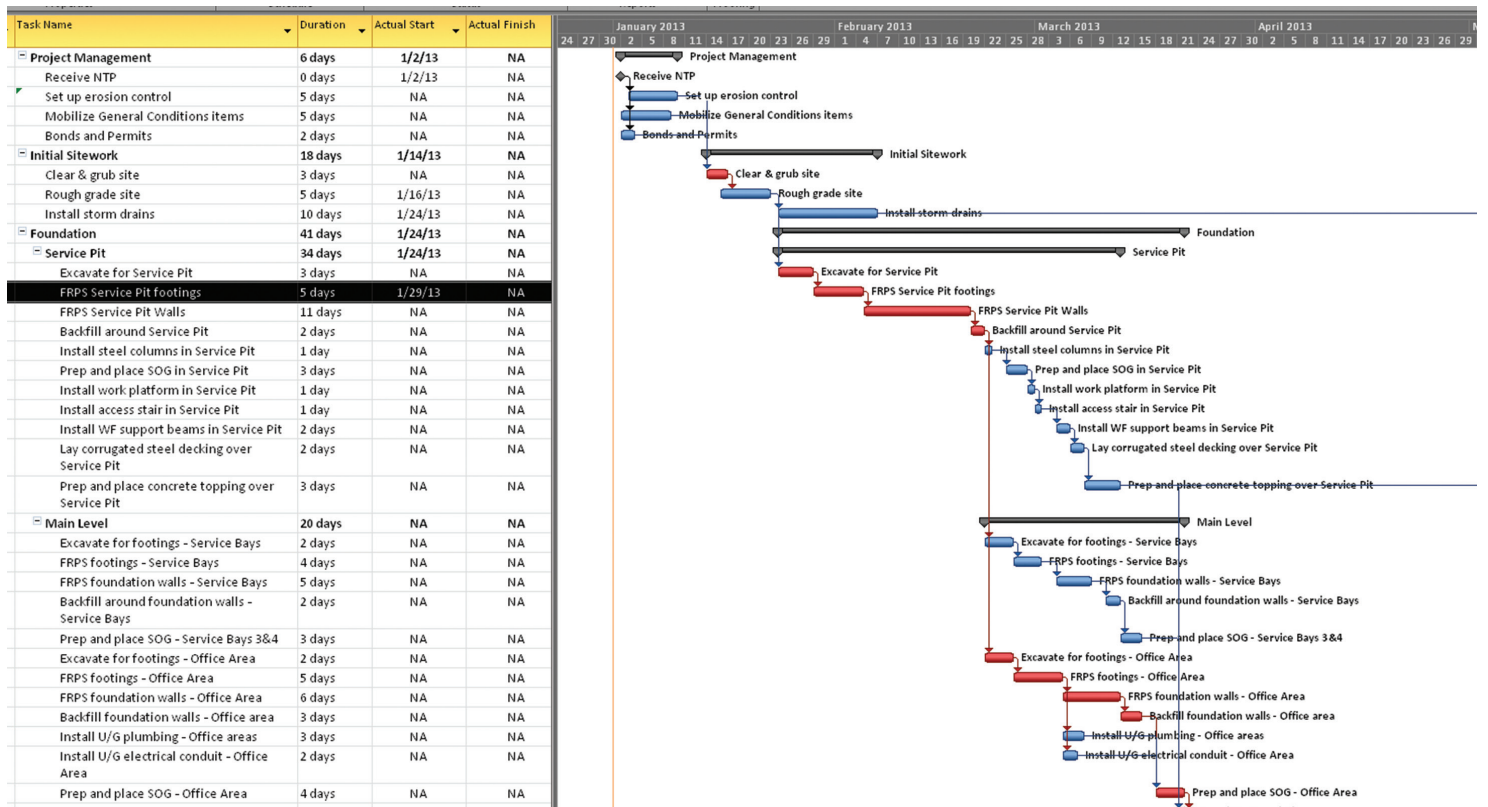 Task Name Duration Actual Start Actual Finish
January 2013 February 2013 March 2013 April 2013
24 27 30 2 5 8 11 14 17 20 23 26 29 1 4 7 10 13 16 19 22 25 28 3 6 9 12 15 18 21 24 27 30 2 5 8 11 14 17 20 23 26 29
Project Management 6 days 1/2/13 NA Project Management
Receive NTP 0 days 1/2/13 NA Receive NTP
Set up erosion control 5 days NA NA Set up erosion control
Mobilize General Conditions items 5 days NA NA Mobilize General Conditions items
Bonds and Permits 2 days NA NA Bonds and Permits
Initial Sitework 18 days 1/14/13 NA Initial Sitework
Clear & grub site 3 days NA NA Clear & grub site
Rough grade site 5 days 1/16/13 NA Rough grade site
Install storm drains 10 days 1/24/13 NA Install storm drains
Foundation 41 days 1/24/13 NA Foundation
Service Pit 34 days 1/24/13 NA Service Pit
Excavate for Service Pit 3 days NA NA Excavate for Service Pit
FRPS Service Pit footings 5 days 1/29/13 NA FRPS Service Pit footings
FRPS Service Pit Walls 11 days NA NA FRPS Service Pit Walls
Backfill around Service Pit 2 days NA NA Backfill around Service Pit
Install steel columns in Service Pit 1 day NA NA Install steel columns in Service Pit
Prep and place SOG in Service Pit 3 days NA NA Prep and place SOG in Service Pit
Install work platform in Service Pit 1 day NA NA Install work platform in Service Pit
Install access stair in Service Pit 1 day NA NA Install access stair in Service Pit
Install WF support beams in Service Pit 2 days NA NA Install WF support beams in Service Pit
Lay corrugated steel decking over 2 days NA NA Lay corrugated steel decking over Service Pit
Service Pit
Prep and place concrete topping over 3 days NA NA Prep and place concrete topping over Service Pit
Service Pit
Main Level 20 days NA NA Main Level
Excavate for footings - Service Bays 2 days NA NA Excavate for footings - Service Bays
FRPS footings - Service Bays 4 days NA NA FRPS footings - Service Bays
FRPS foundation walls - Service Bays 5 days NA NA FRPS foundation walls - Service Bays
Backfill around foundation walls - 2 days NA NA Backfill around foundation walls - Service Bays
Service Bays
Prep and place SOG - Service Bays 3&4 3 days NA NA Prep and place SOG - Service Bays 3&4
Excavate for footings - Office Area 2 days NA NA Excavate for footings - Office Area
FRPS footings - Office Area 5 days NA NA FRPS footings - Office Area
FRPS foundation walls - Office Area 6 days NA NA FRPS foundation walls - Office Area
Backfill foundation walls - Office area 3 days NA NA Backfill foundation walls - Office area
Install U/G plumbing - Office areas 3 days NA NA Install U/G plumbing - Office areas
Install U/G electrical conduit - Office 2 days NA NA Install U/G electrical conduit - Office Area
Area
Prep and place SOG - Office Area 4 days NA NA Prep and place SOG - Office Area